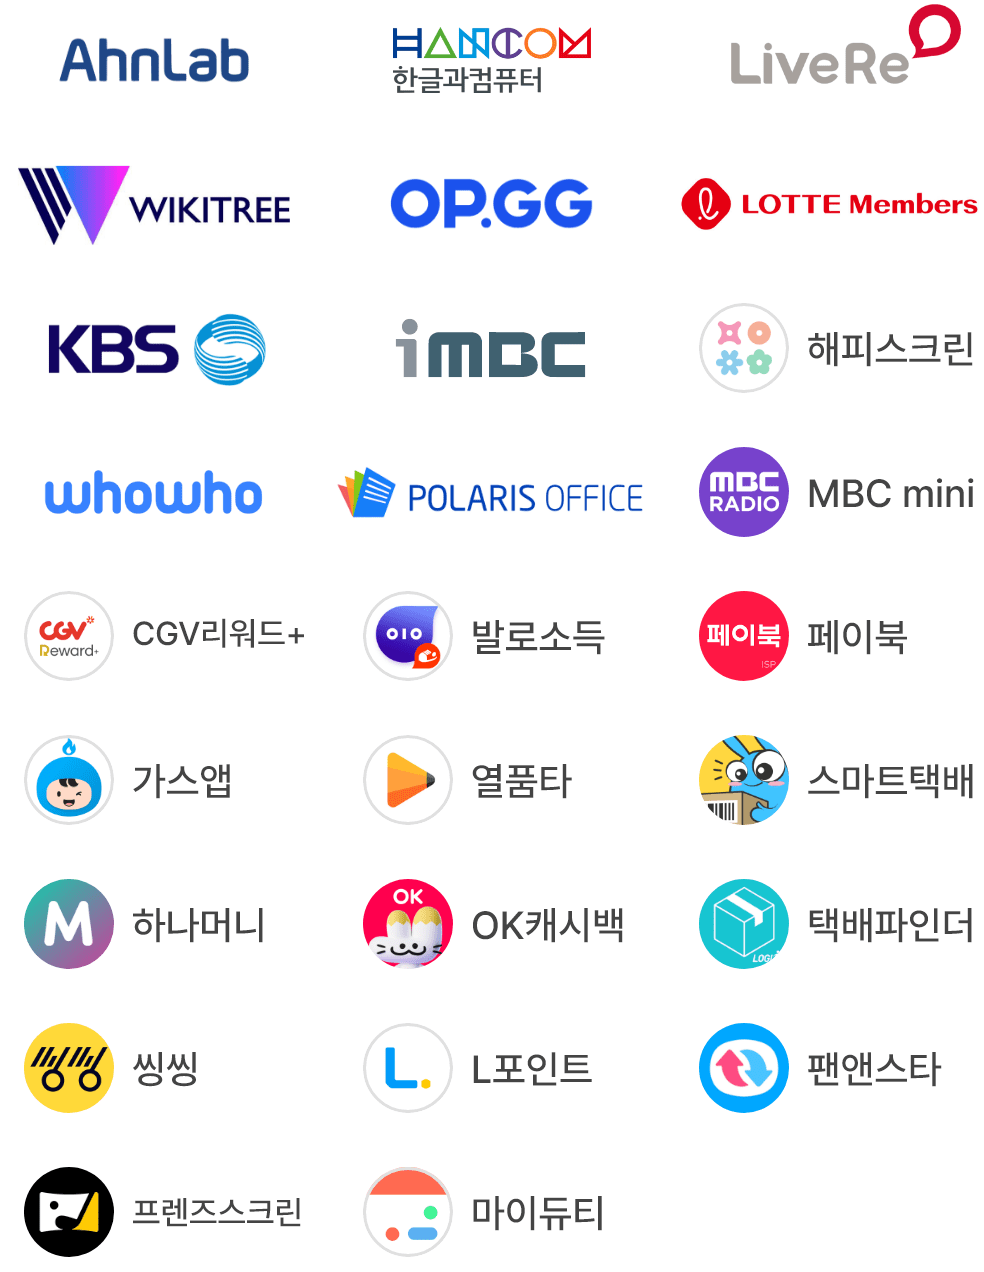 AhnLab
HANCOM
한글과컴퓨터
LiveRe
WIKITREE
OP.GG
LOTTE Members
KBS
iMBC
해피스크린
whowho
POLARIS OFFICE
MBC
RADIO
MBC mini
CGV
Reward+
CGV리워드+
OIO
발로소득
페이북
ISP
페이북
가스앱
열품타
스마트택배
M
하나머니
OK
OK캐시백
LOGI
택배파인더
씽씽
L.
L포인트
팬앤스타
프렌즈스크린
마이듀티